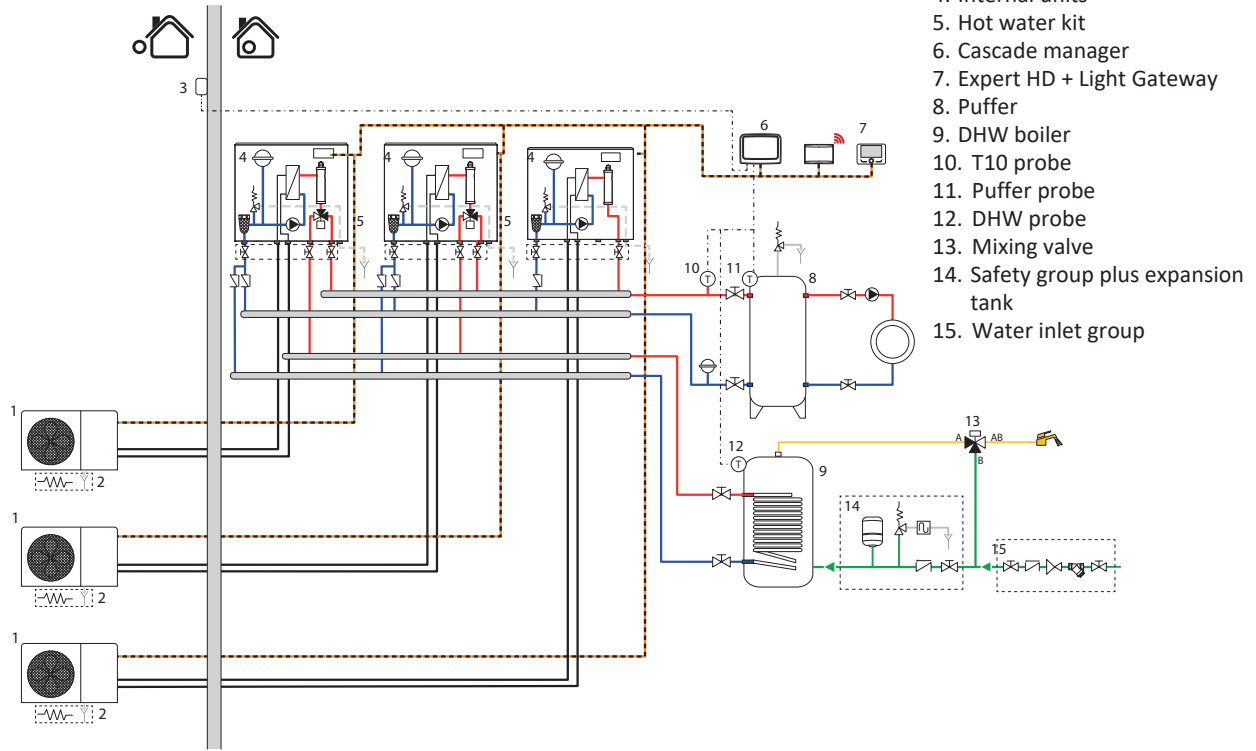 4. Internal units
5. Hot water kit
6. Cascade manager
7. Expert HD + Light Gateway
8. Puffer
9. DHW boiler
10. T10 probe
11. Puffer probe
12. DHW probe
13. Mixing valve
14. Safety group plus expansion
tank
15. Water inlet group
3
6
7
4
5
4
5
4
10
T
11
T
8
1
2
12
T
9
13
A
AB
B
14
15
1
2
1
2